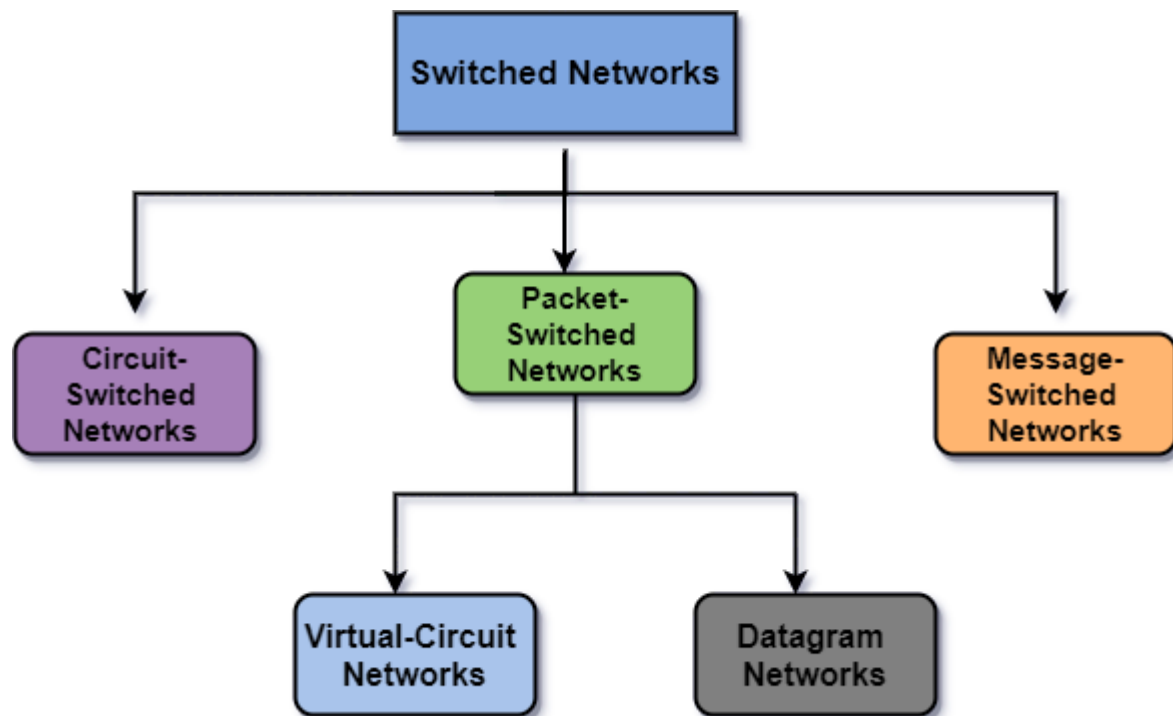 Switched Networks
Packet-
Switched
Networks
Circuit-
Switched
Networks
Message-
Switched
Networks
Virtual-Circuit
Networks
Datagram
Networks